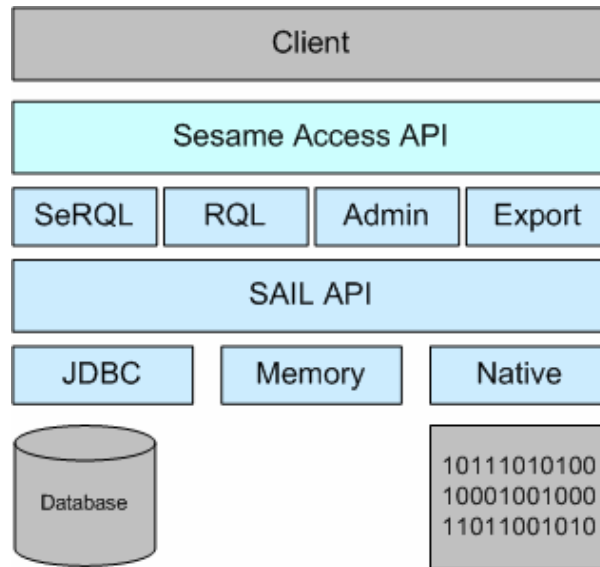 Client
Sesame Access API
SeRQL RQL Admin Export
SAIL API
JDBC Memory Native
Database
10111010100
10001001000
11011001010